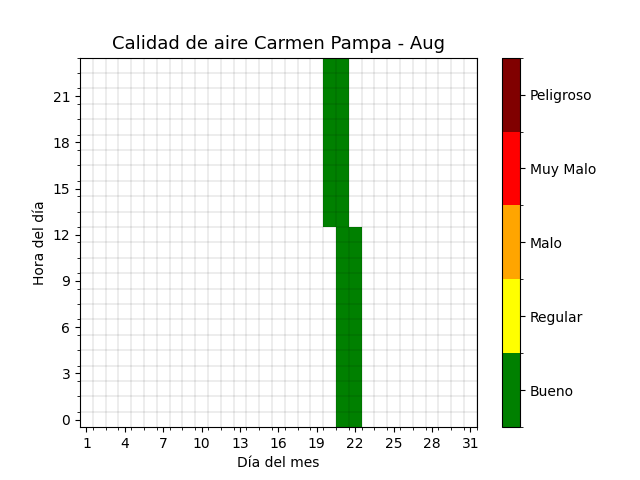 Calidad de aire Carmen Pampa - Aug
Hora del día
21
18
15
12
9
6
3
0
1 4 7 10 13 16 19 22 25 28 31
Día del mes
Peligroso
Muy Malo
Malo
Regular
Bueno